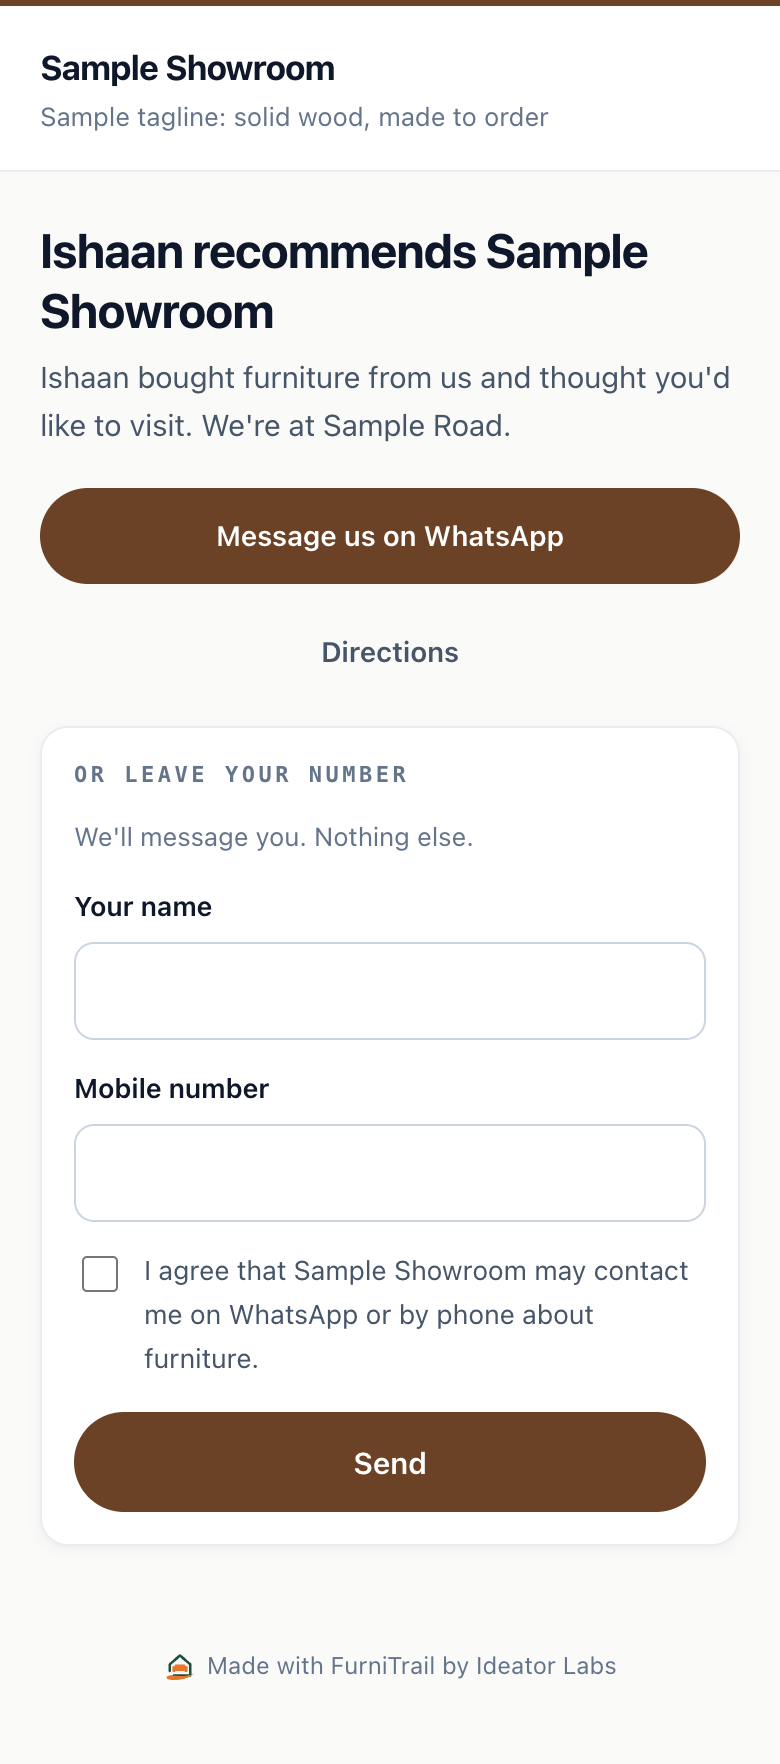 Sample Showroom
Sample tagline: solid wood, made to order
Ishaan recommends Sample
Showroom
Ishaan bought furniture from us and thought you'd
like to visit. We're at Sample Road.
Message us on WhatsApp
Directions
OR LEAVE YOUR NUMBER
We'll message you. Nothing else.
Your name
Mobile number
I agree that Sample Showroom may contact
me on WhatsApp or by phone about
furniture.
Send
Made with FurniTrail by Ideator Labs